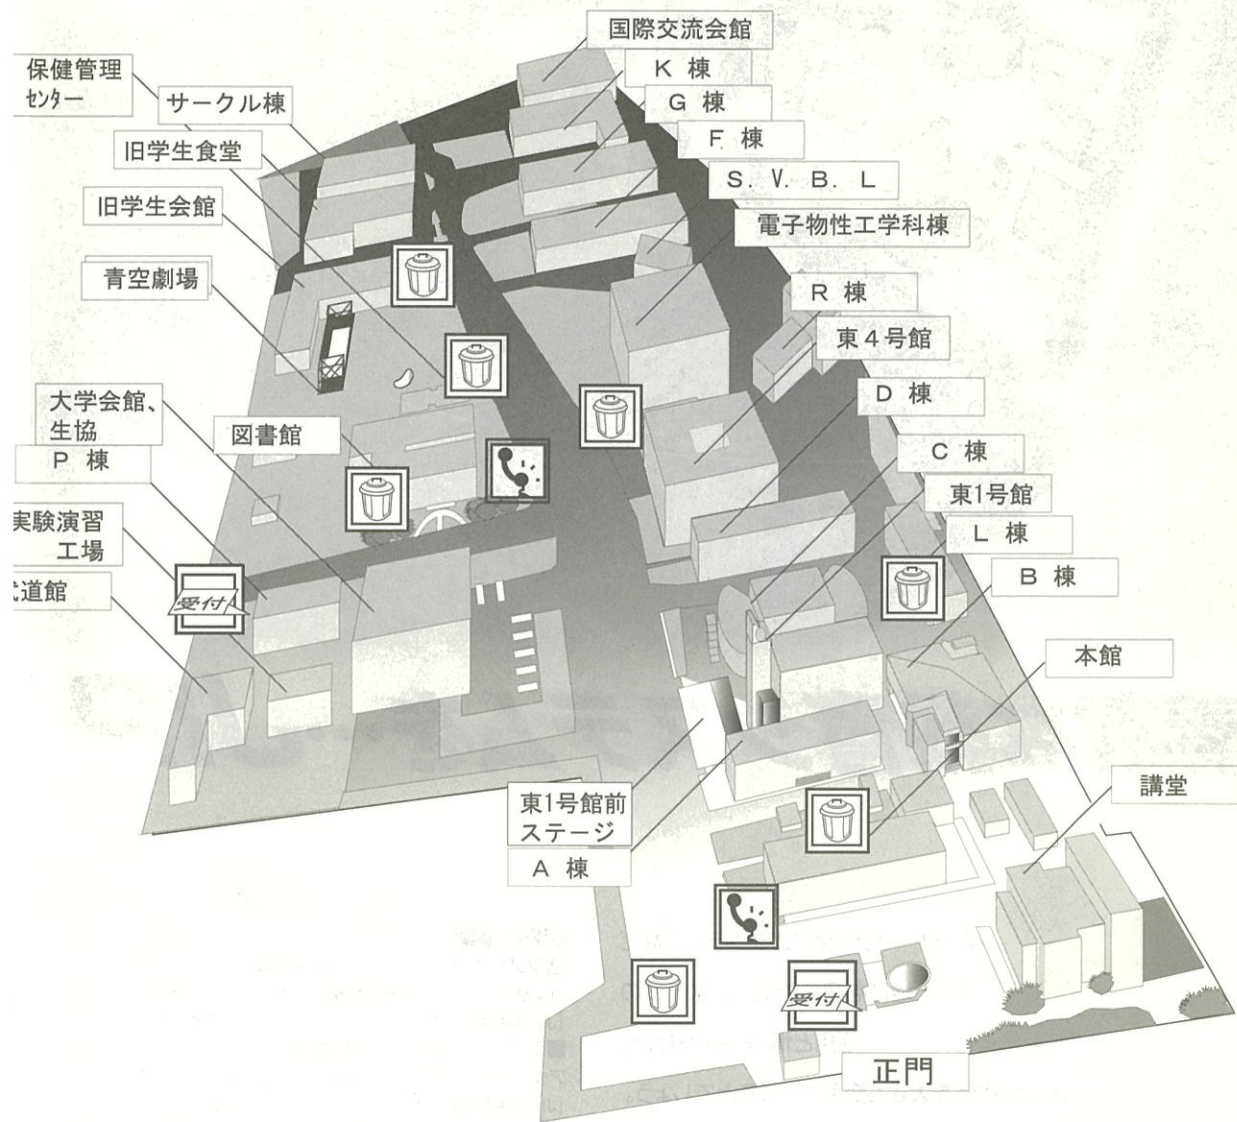 国際交流会館
K 棟
G 棟
F 棟
S. V. B. L
電子物性工学科棟
R 棟
東4号館
D 棟
C 棟
東1号館
L 棟
B 棟
本館
講堂
保健管理
センター
サークル棟
旧学生食堂
旧学生会館
青空劇場
大学会館、
生協
図書館
P 棟
実験演習
工場
道館
受付
東1号館前
ステージ
A 棟
受付
正門